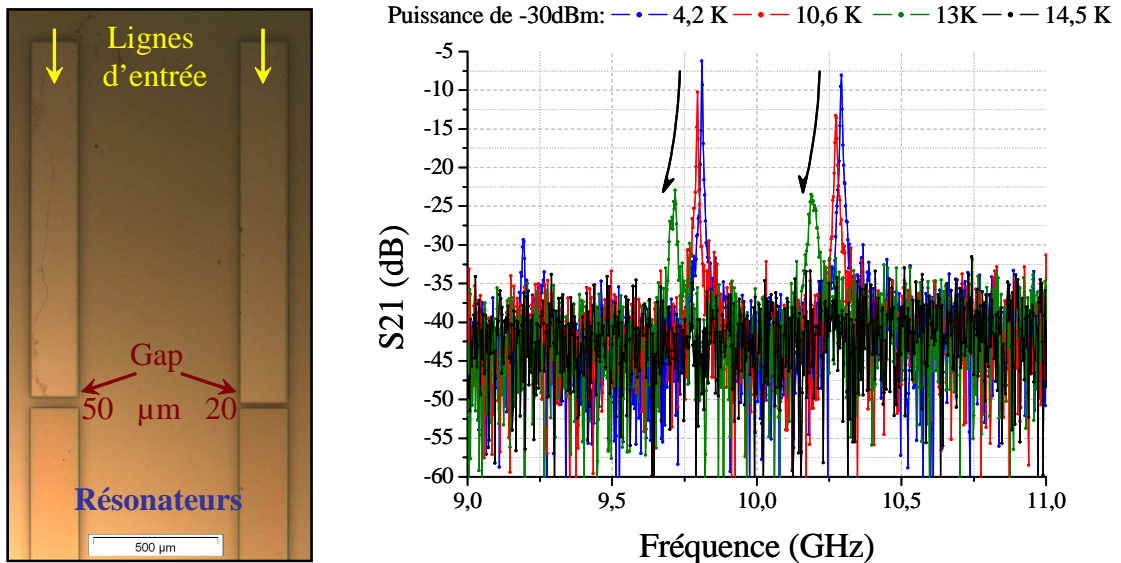 Lignes
d'entrée
Gap
50 µm 20
Résonateurs
500 µm
Puissance de -30dBm: 4,2 K 10,6 K 13K 14,5 K
-5
-10
-15
-20
-25
-30
-35
-40
-45
-50
-55
-60
S21 (dB)
9,0 9,5 10,0 10,5 11,0
Fréquence (GHz)